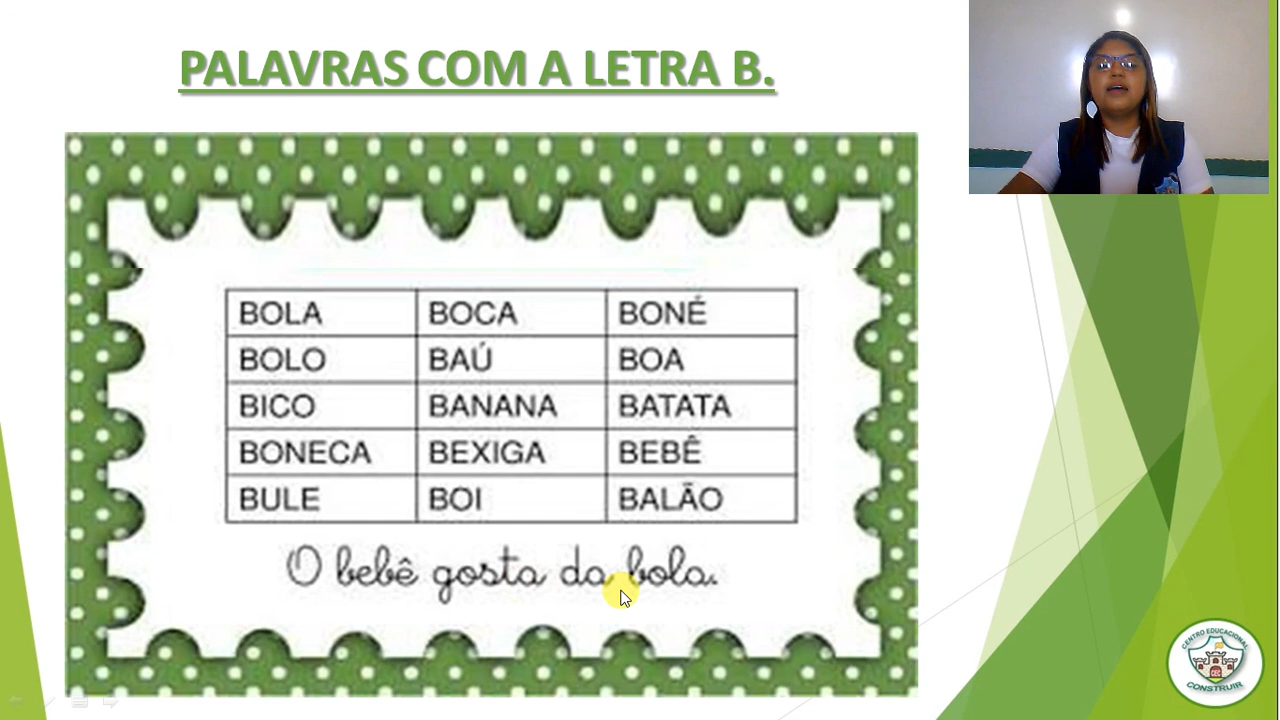 PALAVRAS COM A LETRA B.
BOLA BOCA BONÉ
BOLO BAÚ BOA
BICO BANANA BATATA
BONECA BEXIGA BEBÊ
BULE BOI BALÃO
O bebê gosta da bola.
CENTRO EDUCACIONAL
CEC
CONSTRUIR